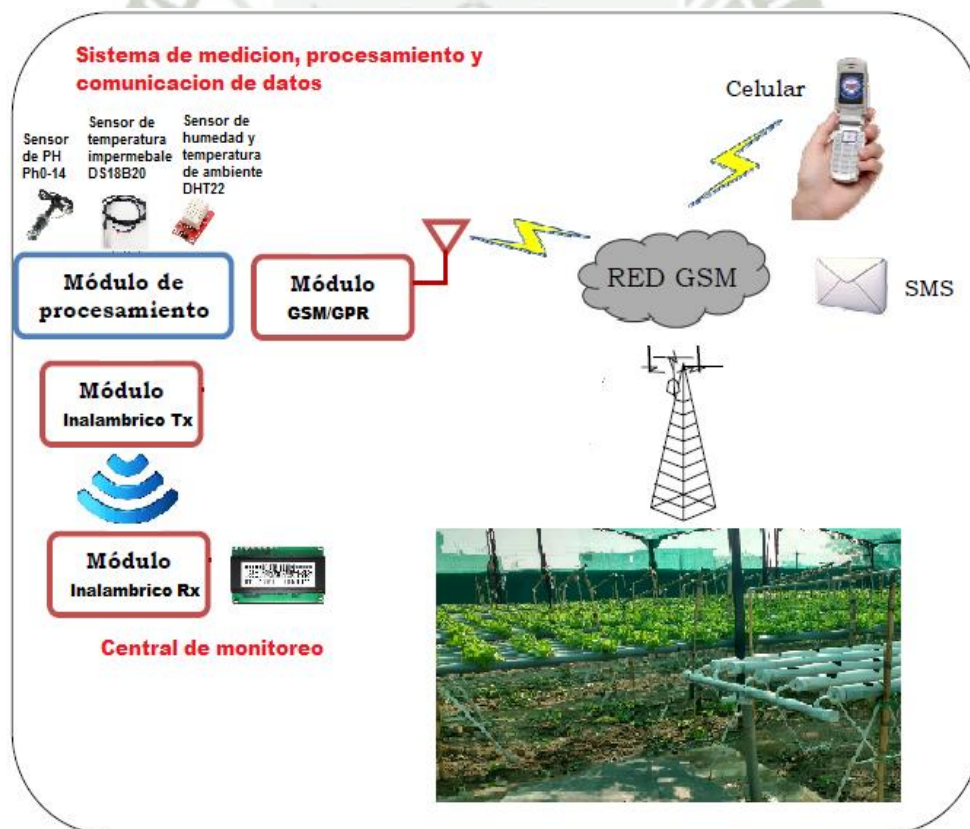 Sistema de medicion, procesamiento y
comunicacion de datos
Sensor
de PH
Ph0-14
Sensor de
temperatura
impermebale
DS18B20
Sensor de
humedad y
temperatura
de ambiente
DHT22
Celular
Módulo de
procesamiento
Módulo
GSM/GPR
RED GSM
SMS
Módulo
Inalambrico Tx
Módulo
Inalambrico Rx
Central de monitoreo